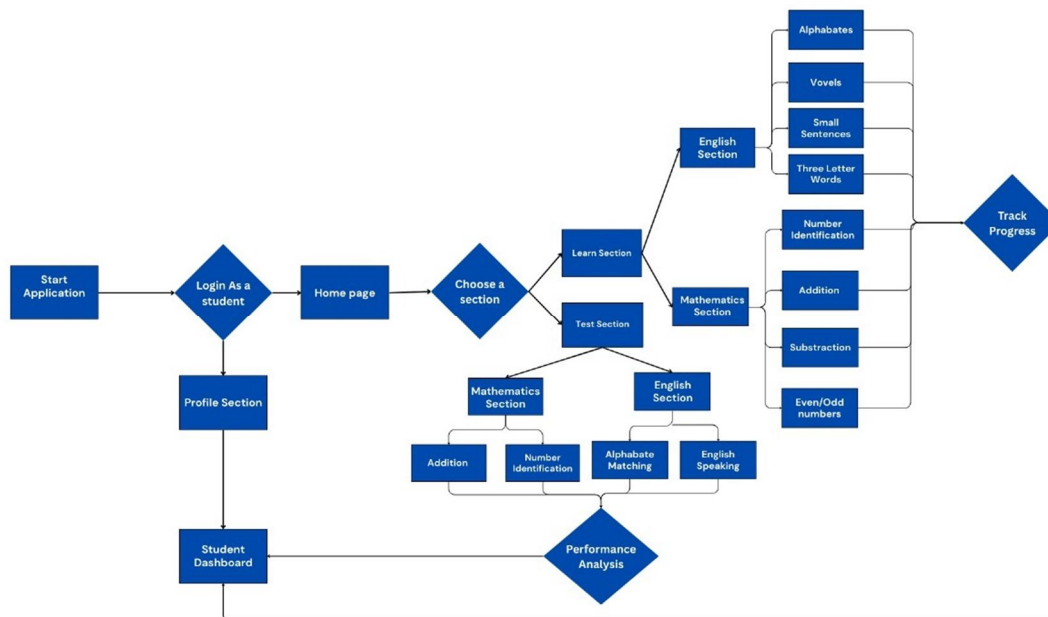 Start
Application
Login As a
student
Home page
Choose a
section
Learn Section
Test Section
English
Section
Mathematics
Section
Alphabates
Vovels
Small
Sentences
Three Letter
Words
Number
Identification
Addition
Substraction
Even/Odd
numbers
Track
Progress
Mathematics
Section
English
Section
Addition
Number
Identification
Alphabate
Matching
English
Speaking
Performance
Analysis
Profile Section
Student
Dashboard